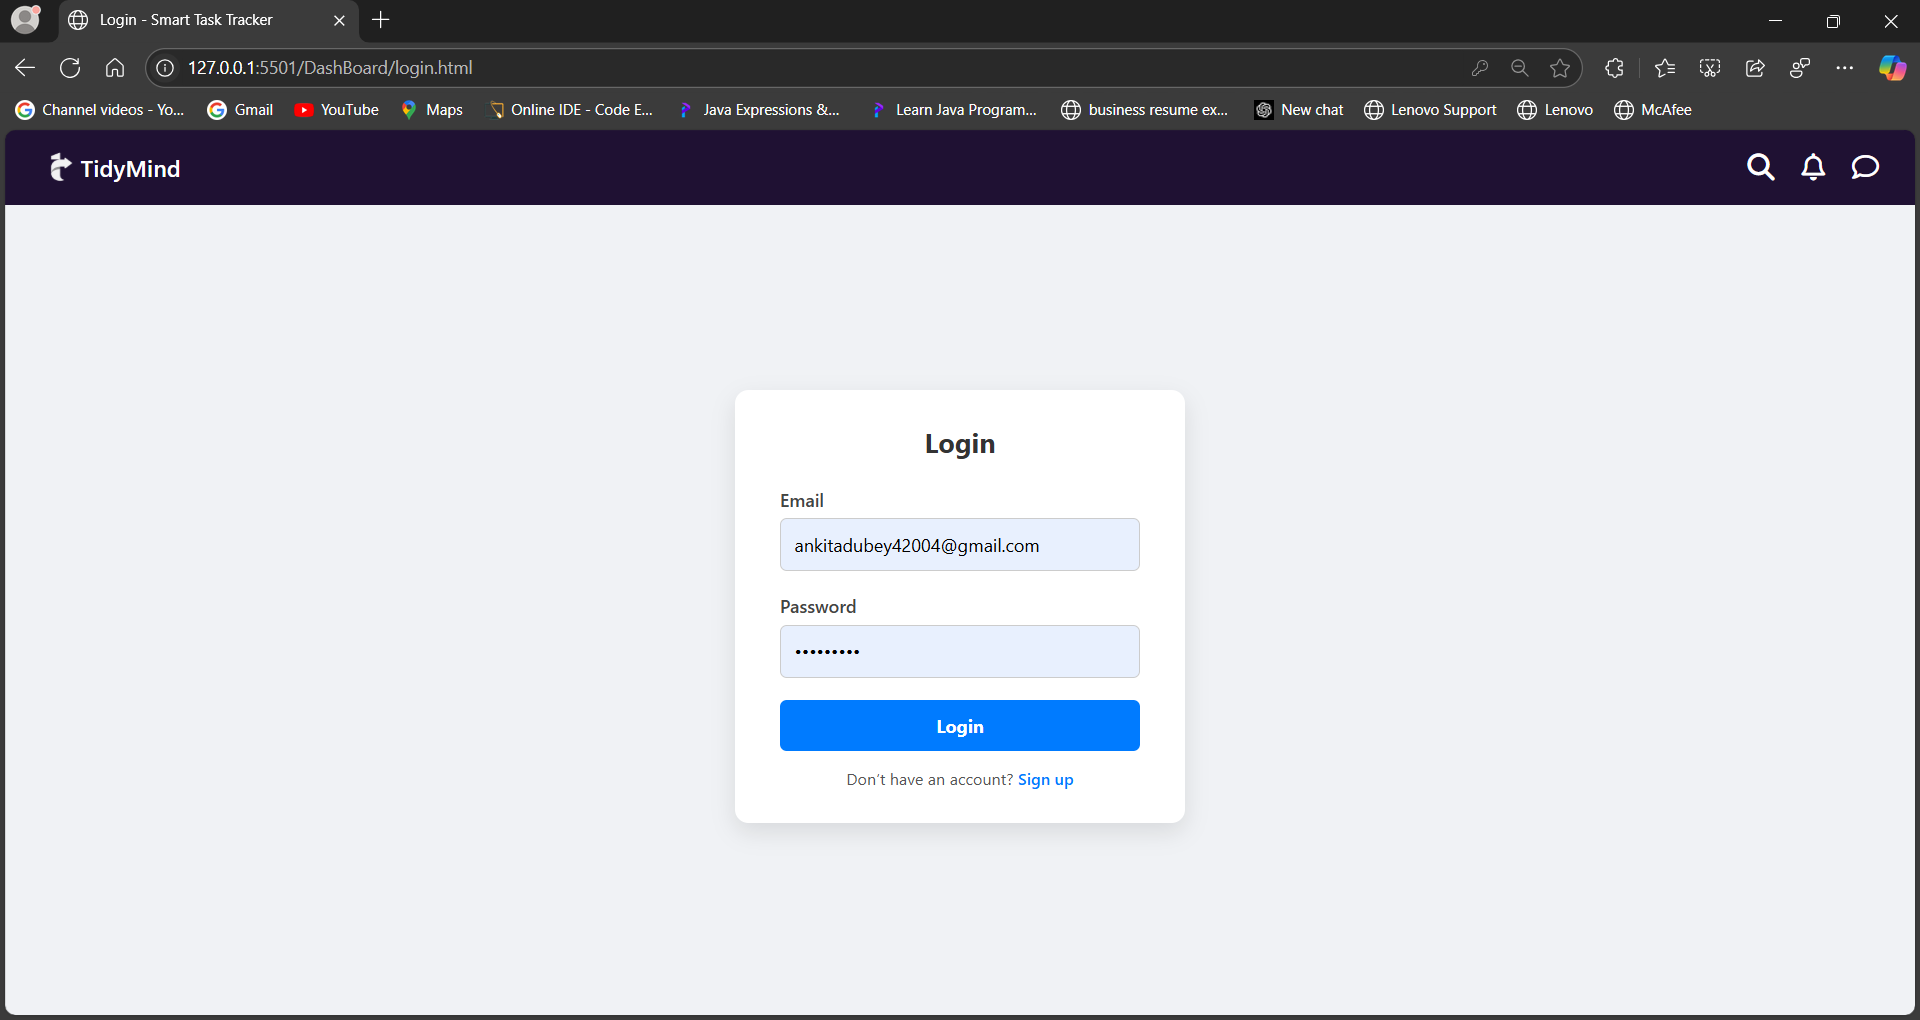 Login - Smart Task Tracker
127.0.0.1:5501/DashBoard/login.html
Channel videos - Yo... Gmail YouTube Maps Online IDE - Code E... Java Expressions &... Learn Java Program... business resume ex... New chat Lenovo Support Lenovo McAfee
TidyMind
Login
Email
ankitadubey42004@gmail.com
Password
•••••••••
Login
Don't have an account? Sign up